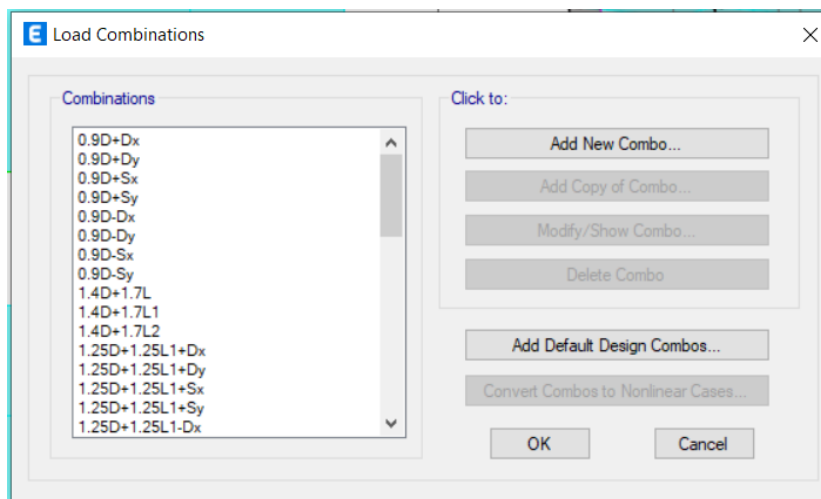 E Load Combinations
Combinations
0.9D+Dx
0.9D+Dy
0.9D+Sx
0.9D+Sy
0.9D-Dx
0.9D-Dy
0.9D-Sx
0.9D-Sy
1.4D+1.7L
1.4D+1.7L1
1.4D+1.7L2
1.25D+1.25L1+Dx
1.25D+1.25L1+Dy
1.25D+1.25L1+Sx
1.25D+1.25L1+Sy
1.25D+1.25L1-Dx
Click to:
Add New Combo...
Add Copy of Combo...
Modify/Show Combo...
Delete Combo
Add Default Design Combos...
Convert Combos to Nonlinear Cases...
OK
Cancel